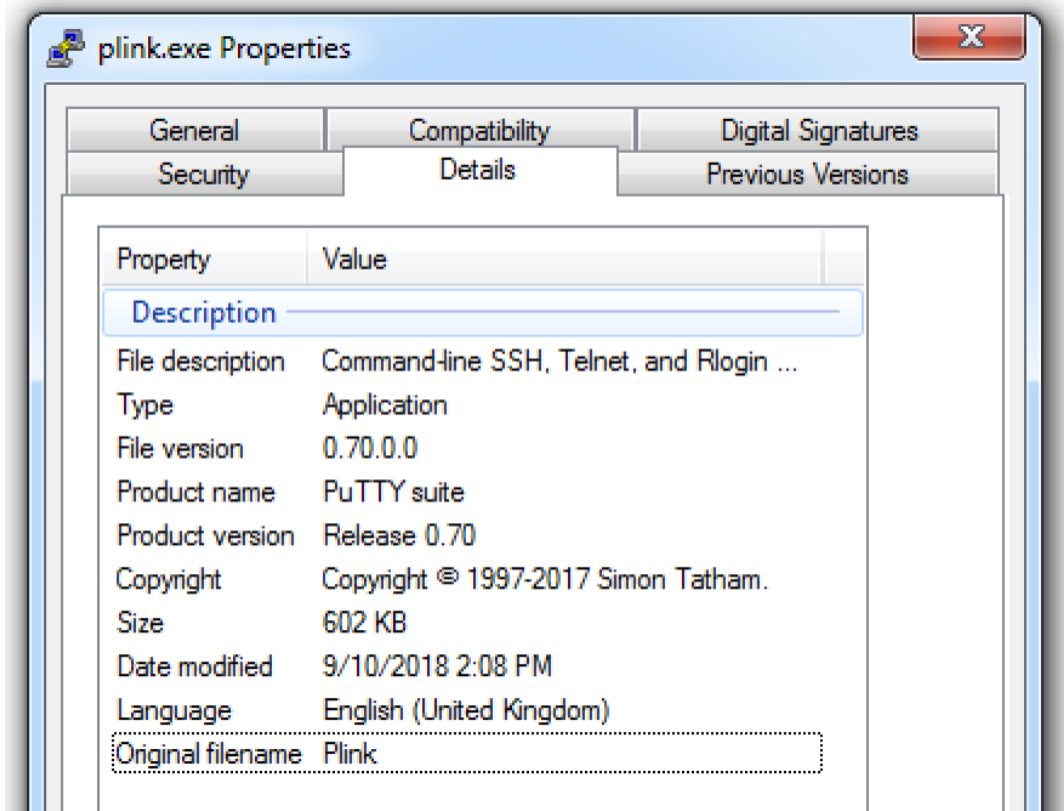 plink.exe Properties
General Compatibility Digital Signatures
Security Details Previous Versions
Property Value
Description
File description Command-line SSH, Telnet, and Rlogin ...
Type Application
File version 0.70.0.0
Product name PuTTY suite
Product version Release 0.70
Copyright Copyright © 1997-2017 Simon Tatham.
Size 602 KB
Date modified 9/10/2018 2:08 PM
Language English (United Kingdom)
Original filename Plink